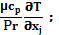 μc_p/Pr ∂T/∂x_j ;